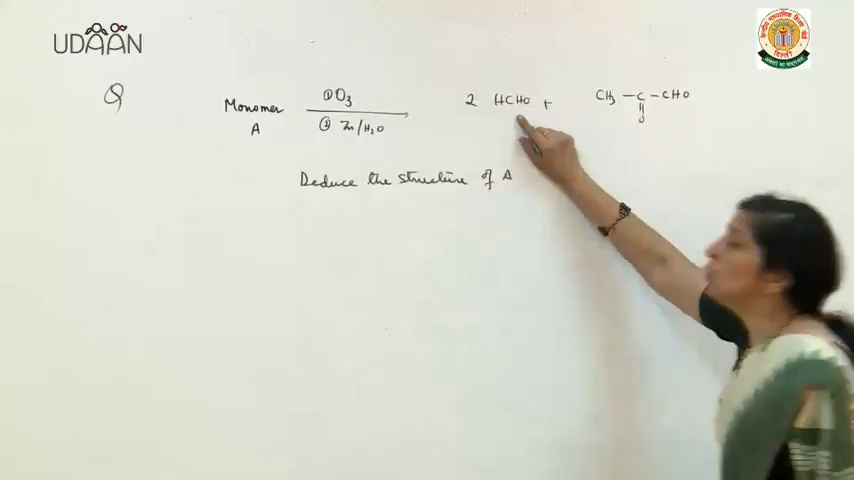 UDAAN
Q
Monomer ①O3 2 HCHO + CH3 - C - CHO
A ② Zn/H2O || O
Deduce the structure of A